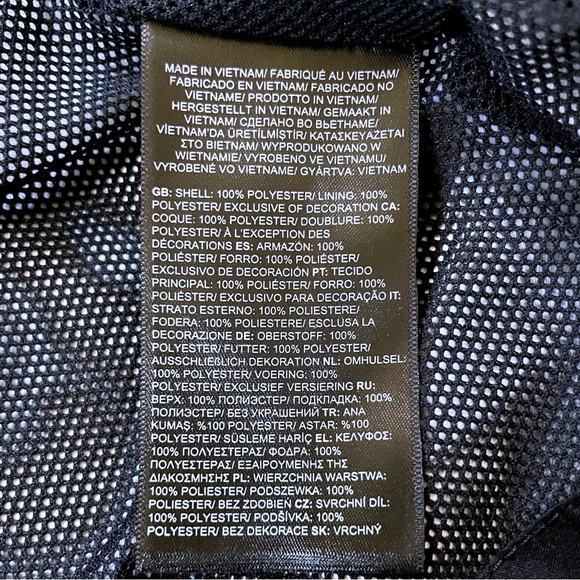 MADE IN VIETNAM/ FABRIQUÉ AU VIETNAM/
FABRICADO EN VIETNAM/ FABRICADO NO
VIETNAME/ PRODOTTO IN VIETNAM/
HERGESTELLT IN VIETNAM/ GEMAAKT IN
VIETNAM/ СДЕЛАНО ВО ВЬЕТНАМЕ/
VİETNAM'DA ÜRETİLMİŞTİR/ ΚΑΤΑΣΚΕΥΑΖΕΤΑΙ
ΣΤΟ ΒΙΕΤΝΑΜ/ WYPRODUKOWANO W
WIETNAMIE/ VYROBENO VE VIETNAMU/
VYROBENÉ VO VIETNAME/ GYÁRTVA: VIETNAM
GB: SHELL: 100% POLYESTER/ LINING: 100%
POLYESTER/ EXCLUSIVE OF DECORATION CA:
COQUE: 100% POLYESTER/ DOUBLURE: 100%
POLYESTER/ À L'EXCEPTION DES
DÉCORATIONS ES: ARMAZÓN: 100%
POLIÉSTER/ FORRO: 100% POLIÉSTER/
EXCLUSIVO DE DECORACIÓN PT: TECIDO
PRINCIPAL: 100% POLIÉSTER/ FORRO: 100%
POLIÉSTER/ EXCLUSIVO PARA DECORAÇÃO IT:
STRATO ESTERNO: 100% POLIESTERE/
FODERA: 100% POLIESTERE/ ESCLUSA LA
DECORAZIONE DE: OBERSTOFF: 100%
POLYESTER/ FUTTER: 100% POLYESTER/
AUSSCHLIEßLICH DEKORATION NL: OMHULSEL:
100% POLYESTER/ VOERING: 100%
POLYESTER/ EXCLUSIEF VERSIERING RU:
ВЕРХ: 100% ПОЛИЭСТЕР/ ПОДКЛАДКА: 100%
ПОЛИЭСТЕР/ БЕЗ УКРАШЕНИЙ TR: ANA
KUMAŞ: %100 POLYESTER/ ASTAR: %100
POLYESTER/ SÜSLEME HARİÇ EL: ΚΕΛΥΦΟΣ:
100% ΠΟΛΥΕΣΤΕΡΑΣ/ ΦΟΔΡΑ: 100%
ΠΟΛΥΕΣΤΕΡΑΣ/ ΕΞΑΙΡΟΥΜΕΝΗΣ ΤΗΣ
ΔΙΑΚΟΣΜΗΣΗΣ PL: WIERZCHNIA WARSTWA:
100% POLIESTER/ PODSZEWKA: 100%
POLIESTER/ BEZ ZDOBIEŃ CZ: SVRCHNÍ DÍL:
100% POLYESTER/ PODŠÍVKA: 100%
POLYESTER/ BEZ DEKORACE SK: VRCHNÝ